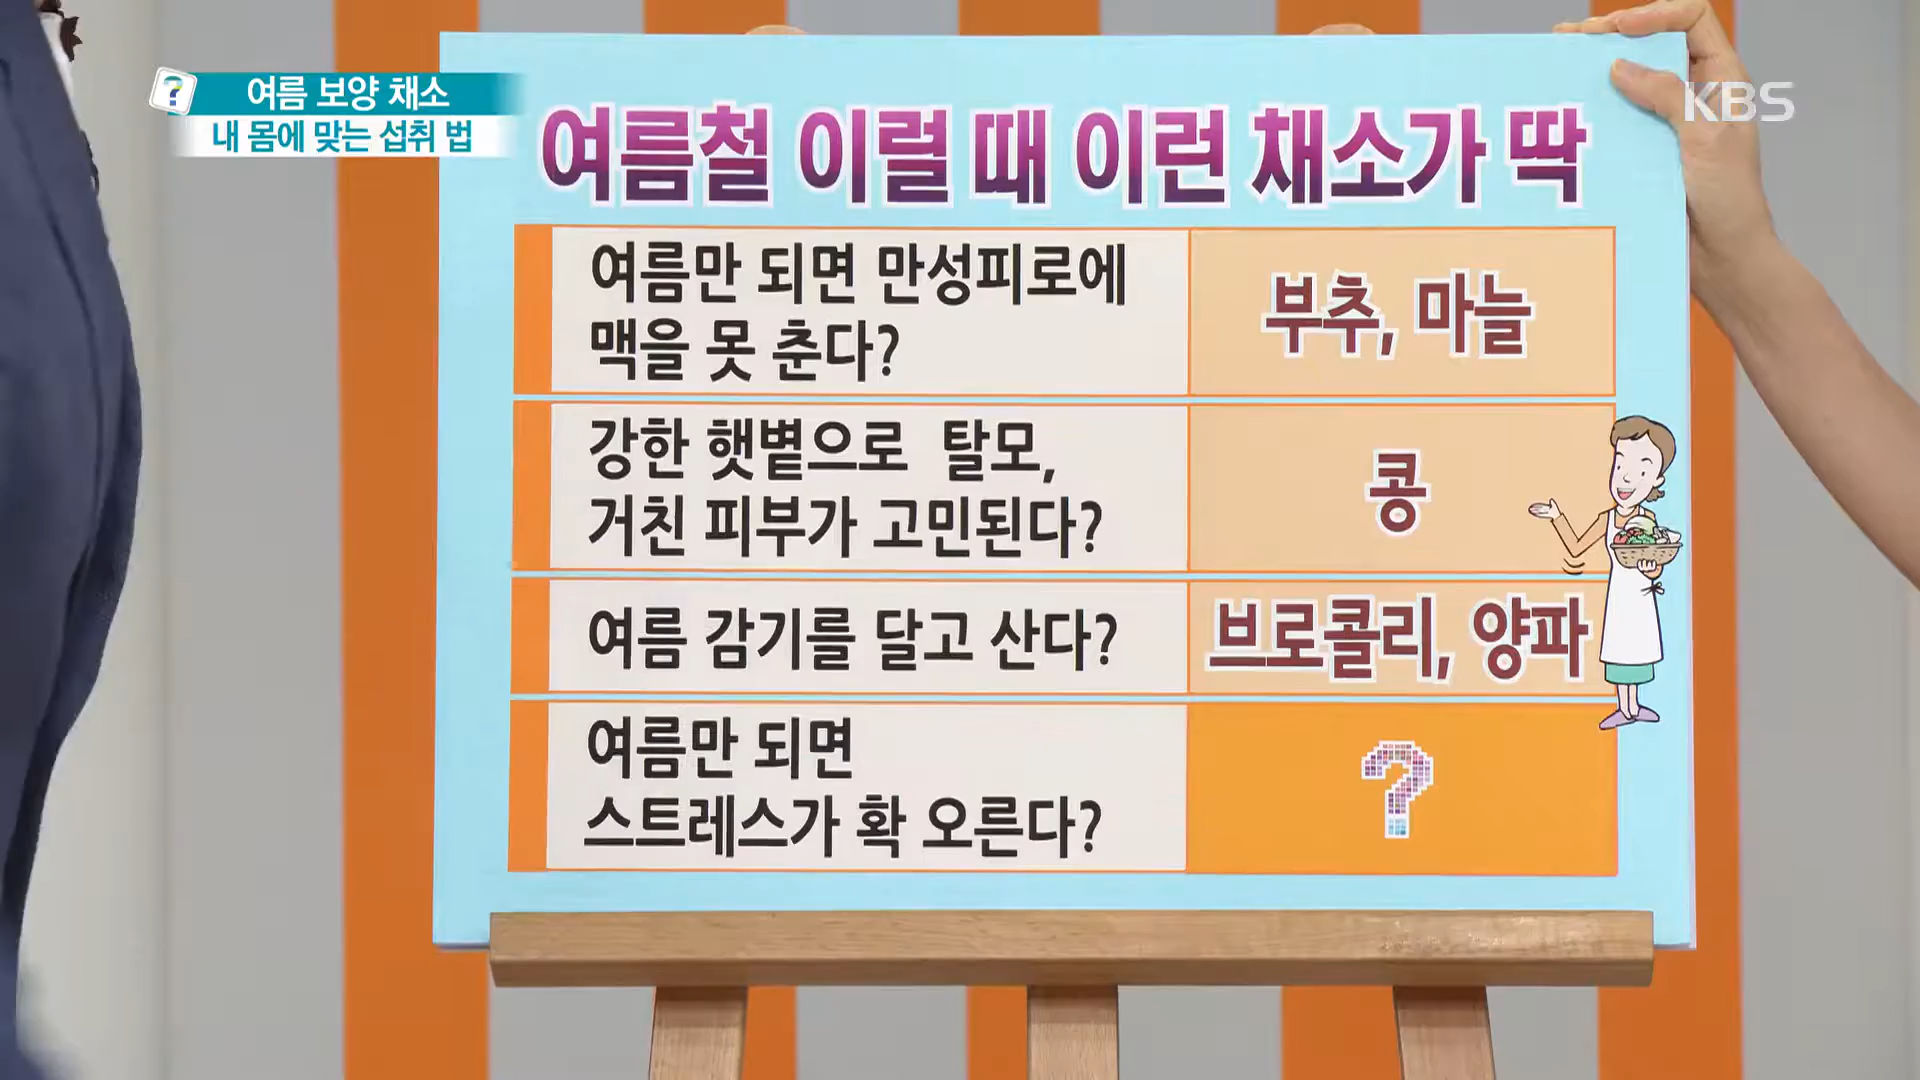 여름 보양 채소
내 몸에 맞는 섭취 법
KBS
여름철 이럴 때 이런 채소가 딱
여름만 되면 만성피로에
맥을 못 춘다?
부추, 마늘
강한 햇볕으로 탈모,
거친 피부가 고민된다?
콩
여름 감기를 달고 산다?
브로콜리, 양파
여름만 되면
스트레스가 확 오른다?
?